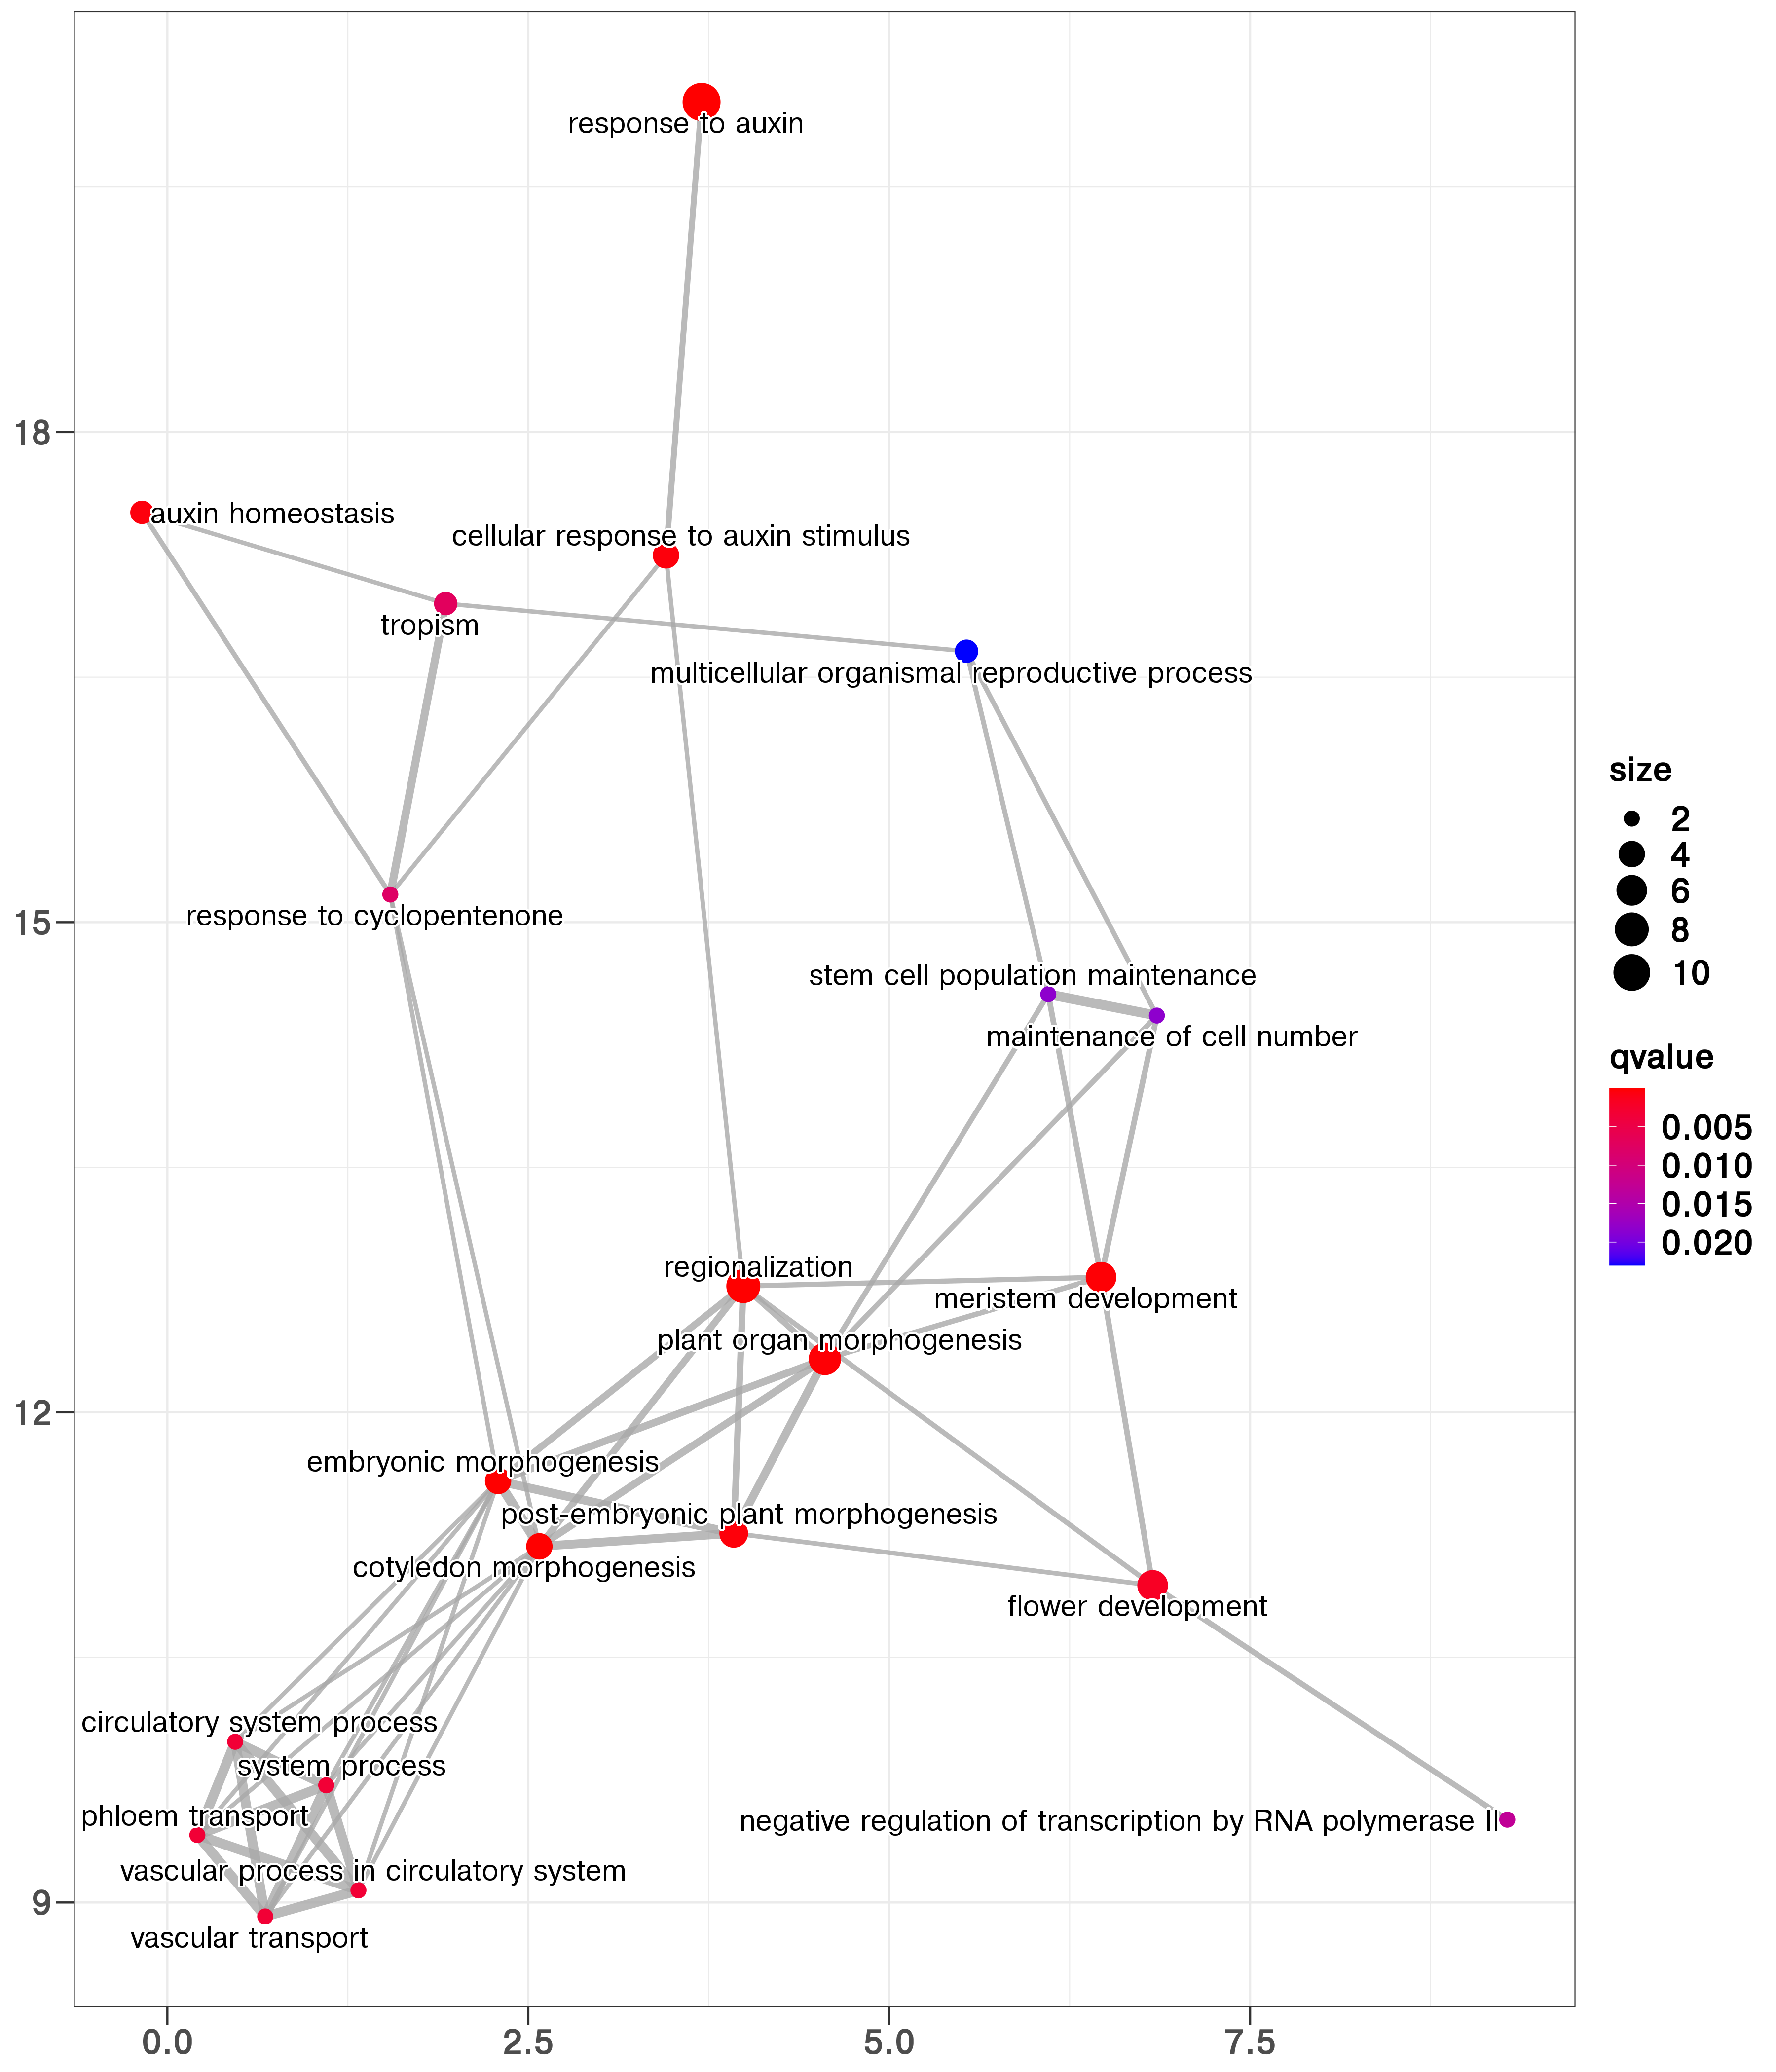 response to auxin
18
auxin homeostasis
cellular response to auxin stimulus
tropism
multicellular organismal reproductive process
size
2
4
6
8
10
response to cyclopentenone
15
stem cell population maintenance
maintenance of cell number
qvalue
0.005
0.010
0.015
0.020
regionalization
meristem development
plant organ morphogenesis
12
embryonic morphogenesis
post-embryonic plant morphogenesis
cotyledon morphogenesis
flower development
circulatory system process
system process
phloem transport
negative regulation of transcription by RNA polymerase II
vascular process in circulatory system
9
vascular transport
0.0
2.5
5.0
7.5